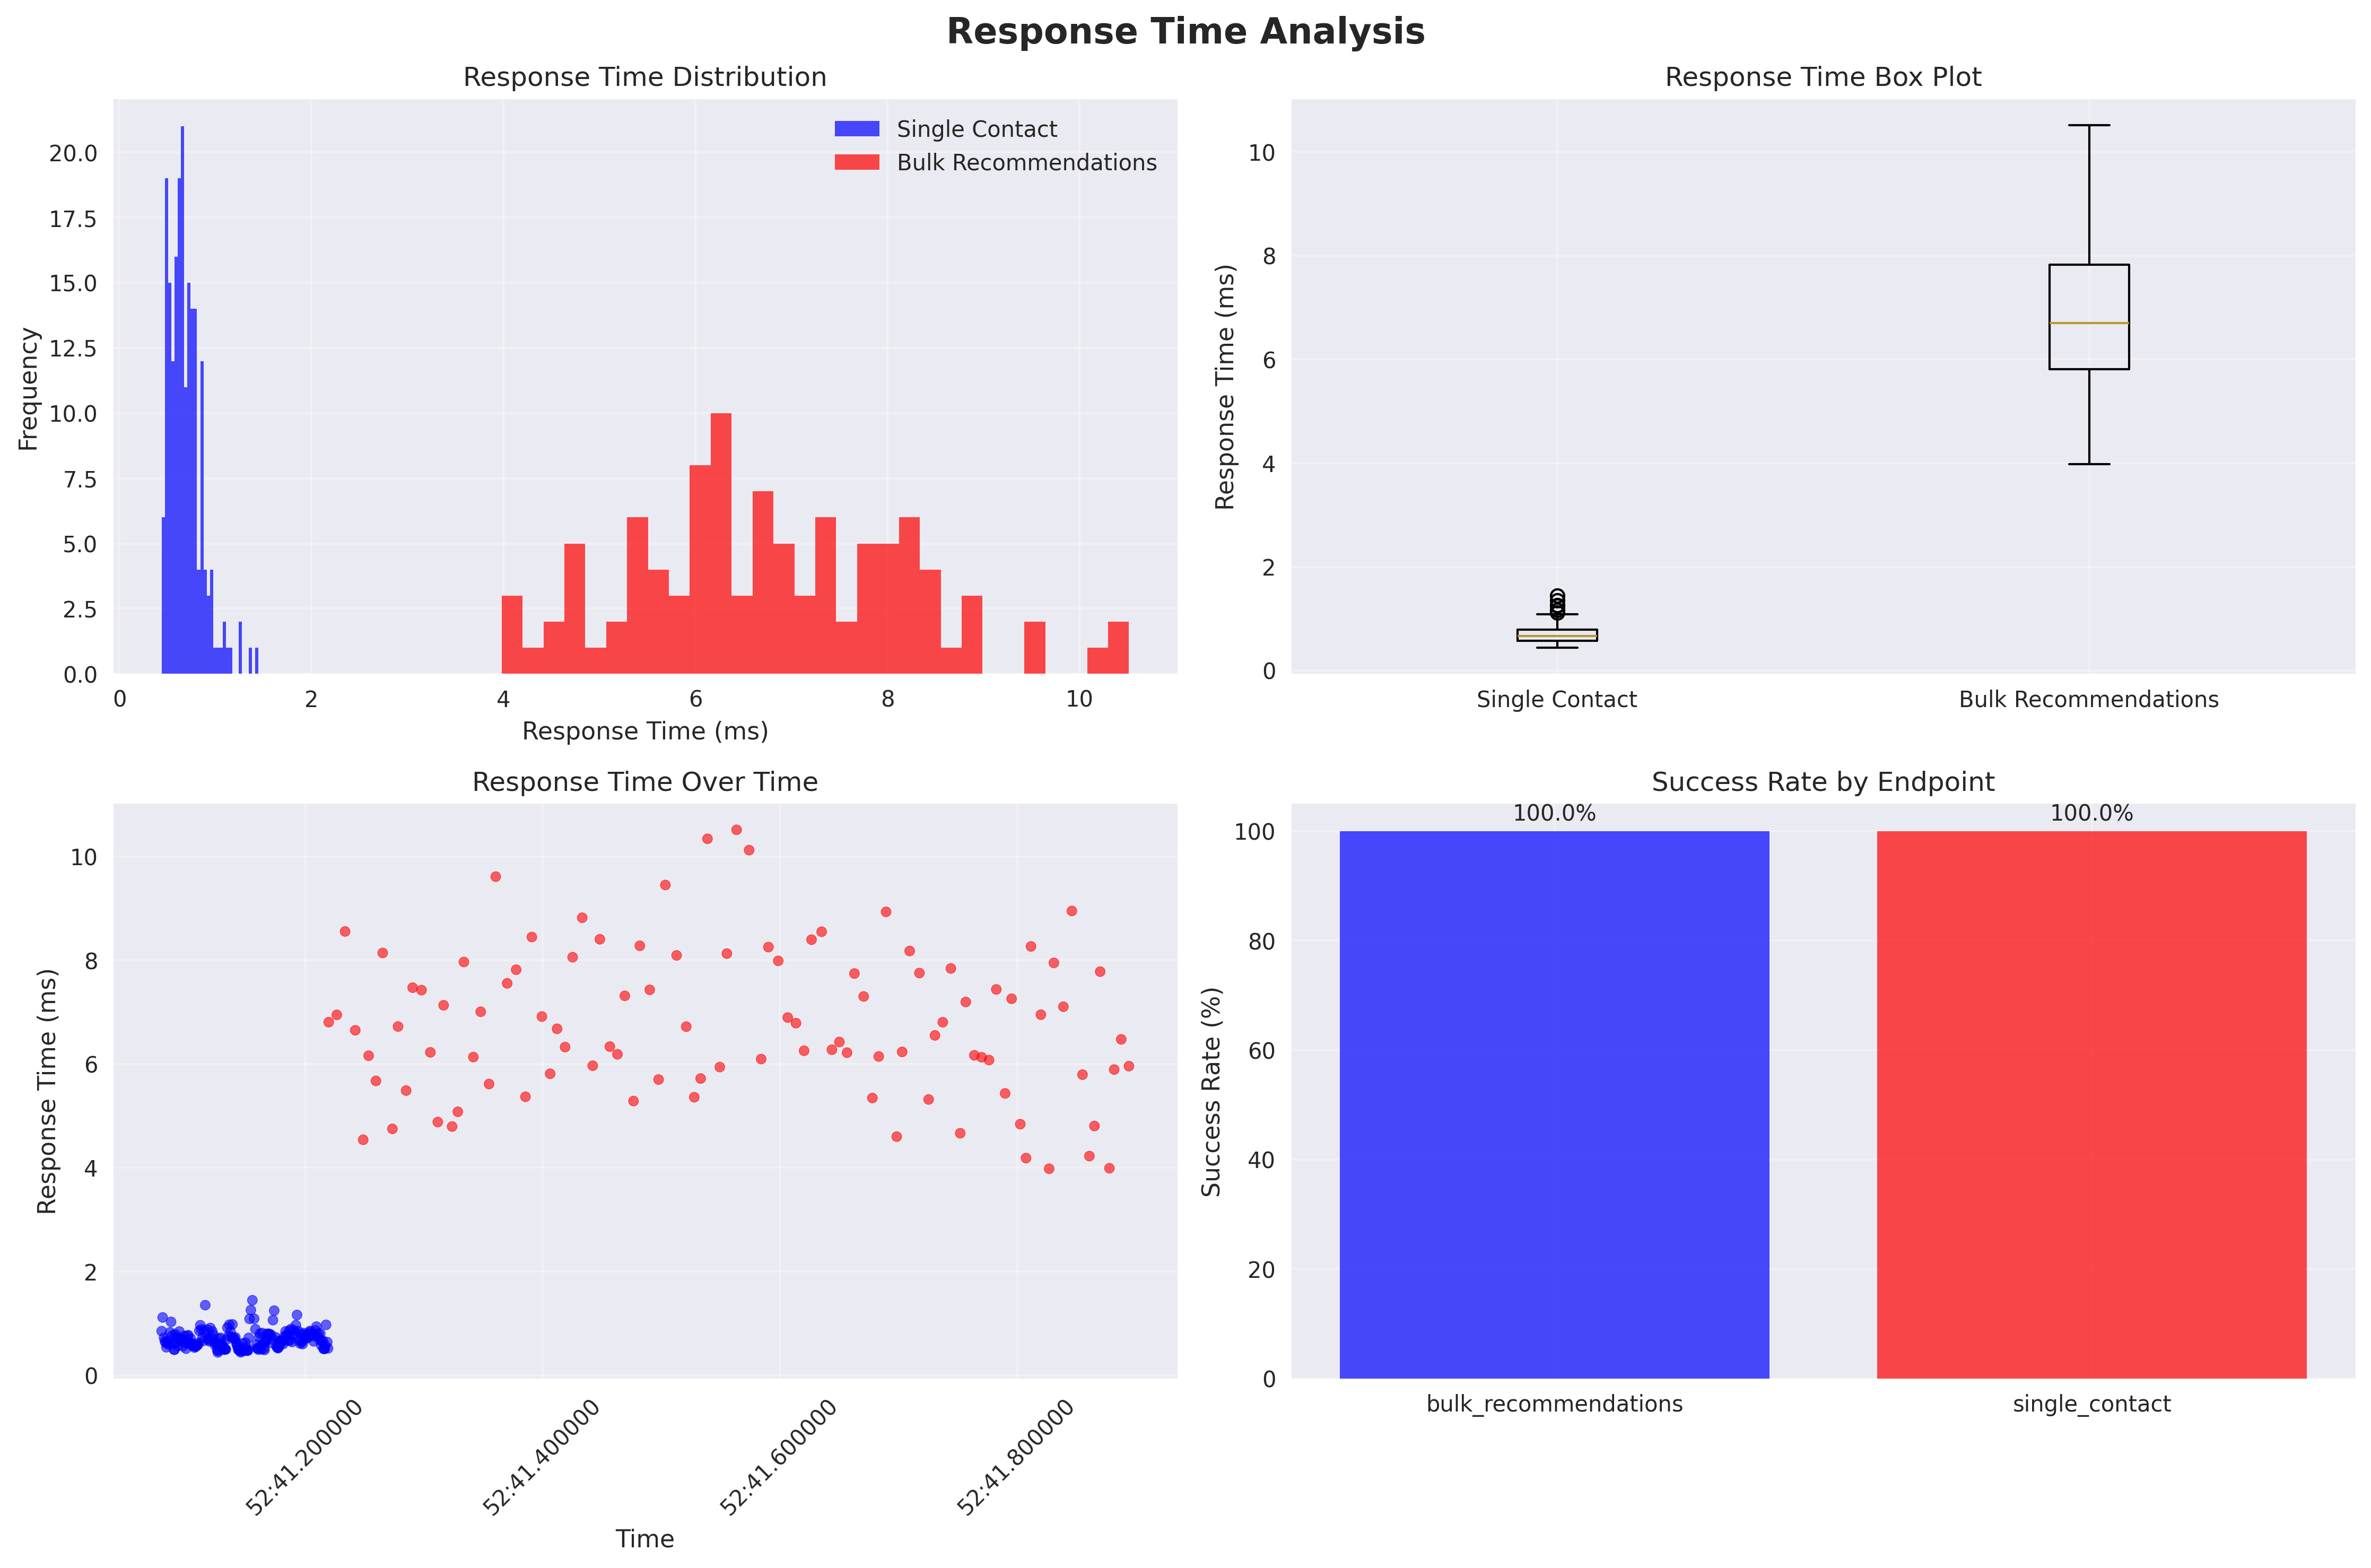 Response Time Analysis
Response Time Distribution
Single Contact
Bulk Recommendations
Frequency
20.0
17.5
15.0
12.5
10.0
7.5
5.0
2.5
0.0
0 2 4 6 8 10
Response Time (ms)
Response Time Box Plot
Response Time (ms)
10
8
6
4
2
0
Single Contact Bulk Recommendations
Response Time Over Time
Response Time (ms)
10
8
6
4
2
0
52:41.2000000 52:41.4000000 52:41.6000000 52:41.8000000
Time
Success Rate by Endpoint
100.0% 100.0%
Success Rate (%)
100
80
60
40
20
0
bulk_recommendations single_contact